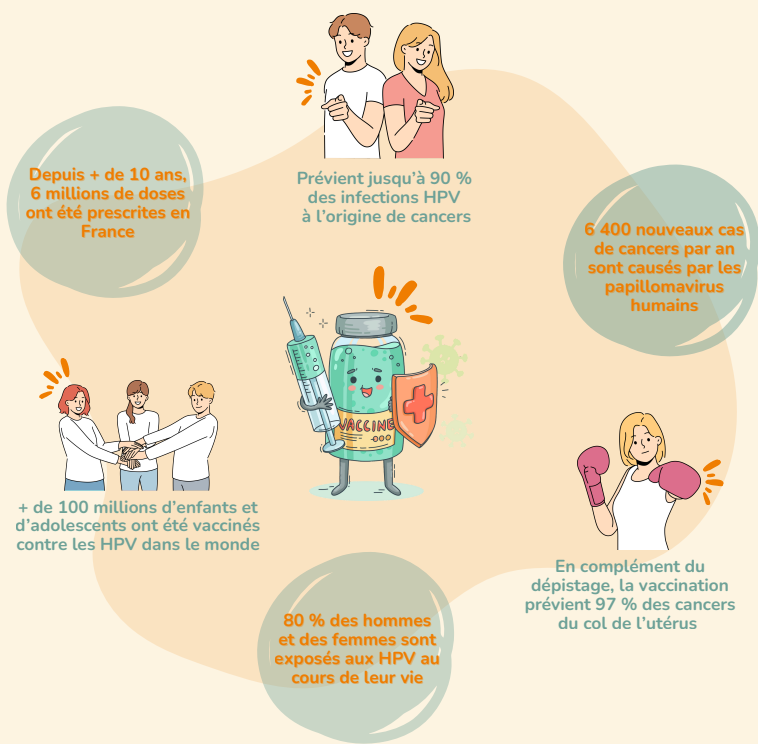 Prévient jusqu'à 90 %
des infections HPV
à l'origine de cancers
Depuis + de 10 ans,
6 millions de doses
ont été prescrites en
France
6 400 nouveaux cas
de cancers par an
sont causés par les
papillomavirus
humains
VACCINE
+ de 100 millions d'enfants et
d'adolescents ont été vaccinés
contre les HPV dans le monde
En complément du
dépistage, la vaccination
prévient 97 % des cancers
du col de l'utérus
80 % des hommes
et des femmes sont
exposés aux HPV au
cours de leur vie